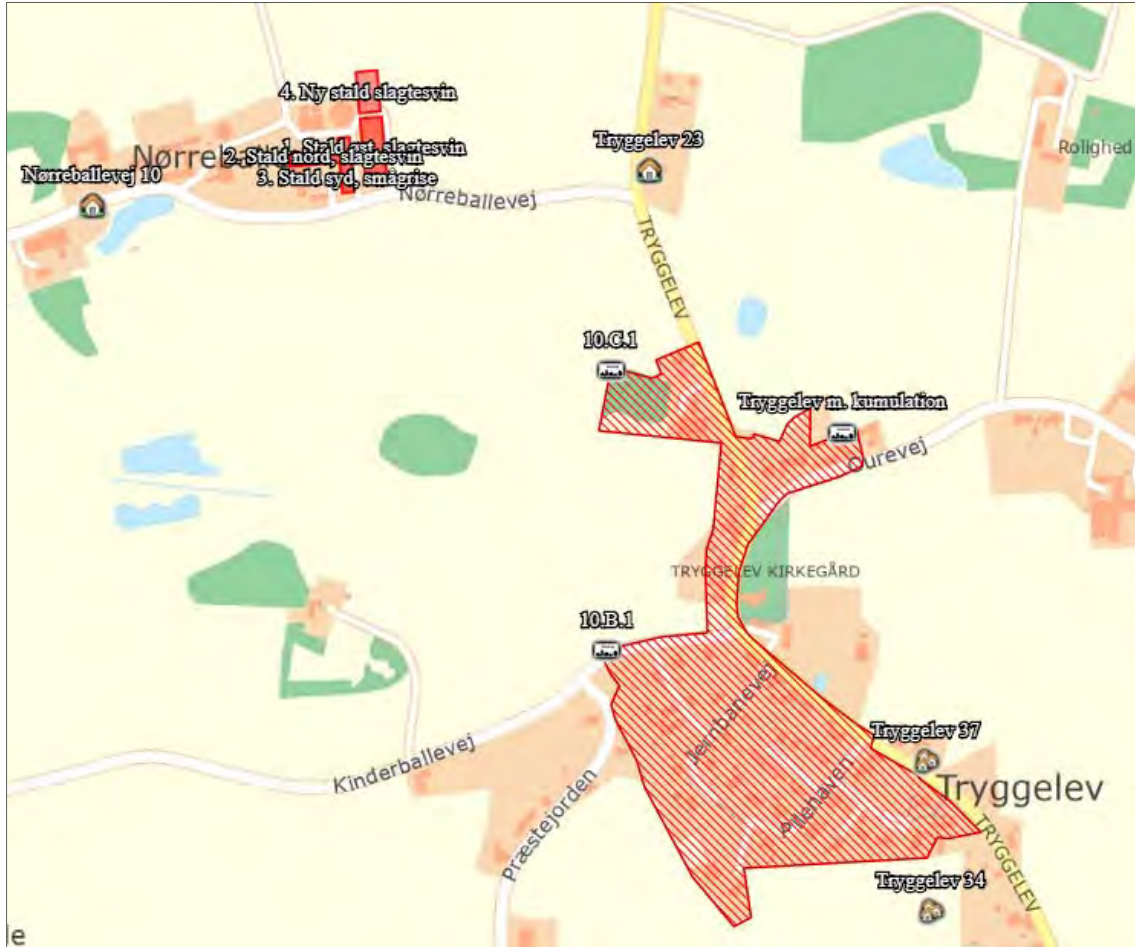 4. Ny stald slagtesvin
1. Stald øst, slagtesvin
2. Stald nord, slagtesvin
3. Stald syd, smågrise
Nørreballevej 10
Nørreballevej
Tryggelev 23
Rolighed
TRYGGELEV
10.C.1
Tryggelev m. kumulation
Ourevej
TRYGGELEV KIRKEGÅRD
10.B.1
Jernbanevej
Kinderballevej
Pilehaven
Tryggelev 37
Tryggelev
Præstejorden
TRYGGELEV
Tryggelev 34
le